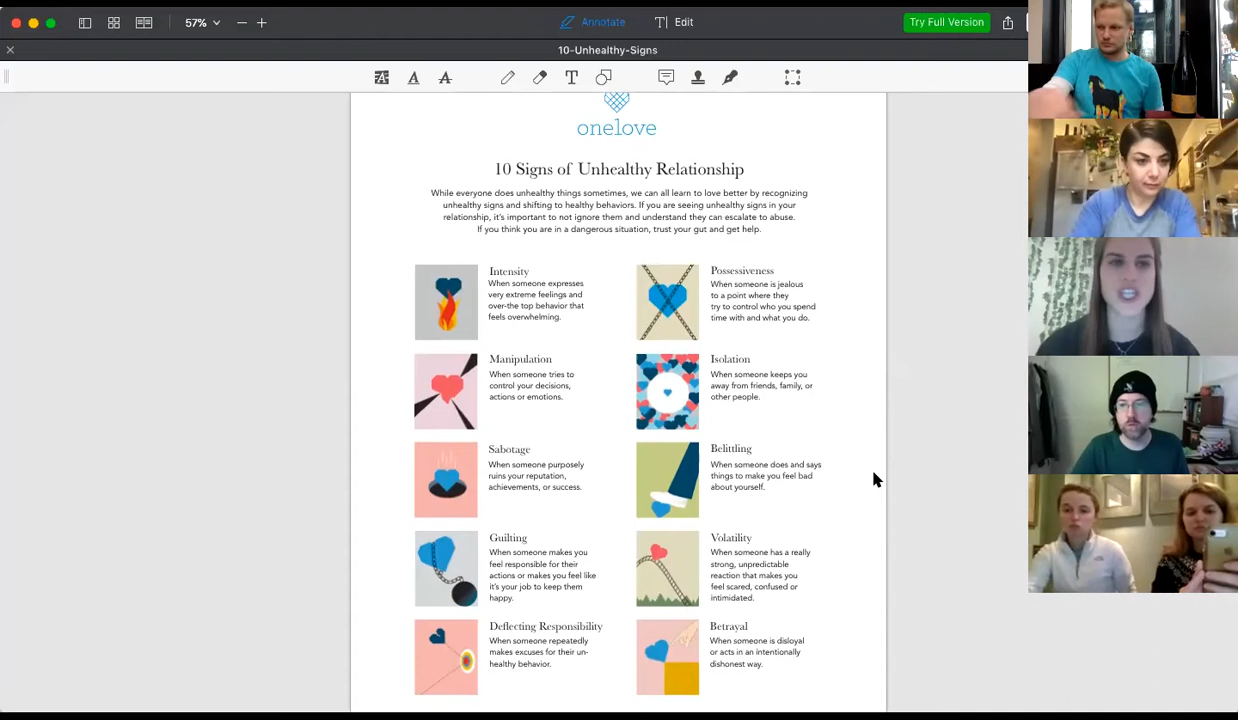 57%
Annotate
Edit
Try Full Version
10-Unhealthy-Signs
onelove
10 Signs of Unhealthy Relationship
While everyone does unhealthy things sometimes, we can all learn to love better by recognizing
unhealthy signs and shifting to healthy behaviors. If you are seeing unhealthy signs in your
relationship, it's important to not ignore them and understand they can escalate to abuse.
If you think you are in a dangerous situation, trust your gut and get help.
Intensity
When someone expresses
very extreme feelings and
over-the top behavior that
feels overwhelming.
Possessiveness
When someone is jealous
to a point where they
try to control who you spend
time with and what you do.
Manipulation
When someone tries to
control your decisions,
actions or emotions.
Isolation
When someone keeps you
away from friends, family, or
other people.
Sabotage
When someone purposely
ruins your reputation,
achievements, or success.
Belittling
When someone does and says
things to make you feel bad
about yourself.
Guilting
When someone makes you
feel responsible for their
actions or makes you feel like
it's your job to keep them
happy.
Volatility
When someone has a really
strong, unpredictable
reaction that makes you
feel scared, confused or
intimidated.
Deflecting Responsibility
When someone repeatedly
makes excuses for their un-
healthy behavior.
Betrayal
When someone is disloyal
or acts in an intentionally
dishonest way.